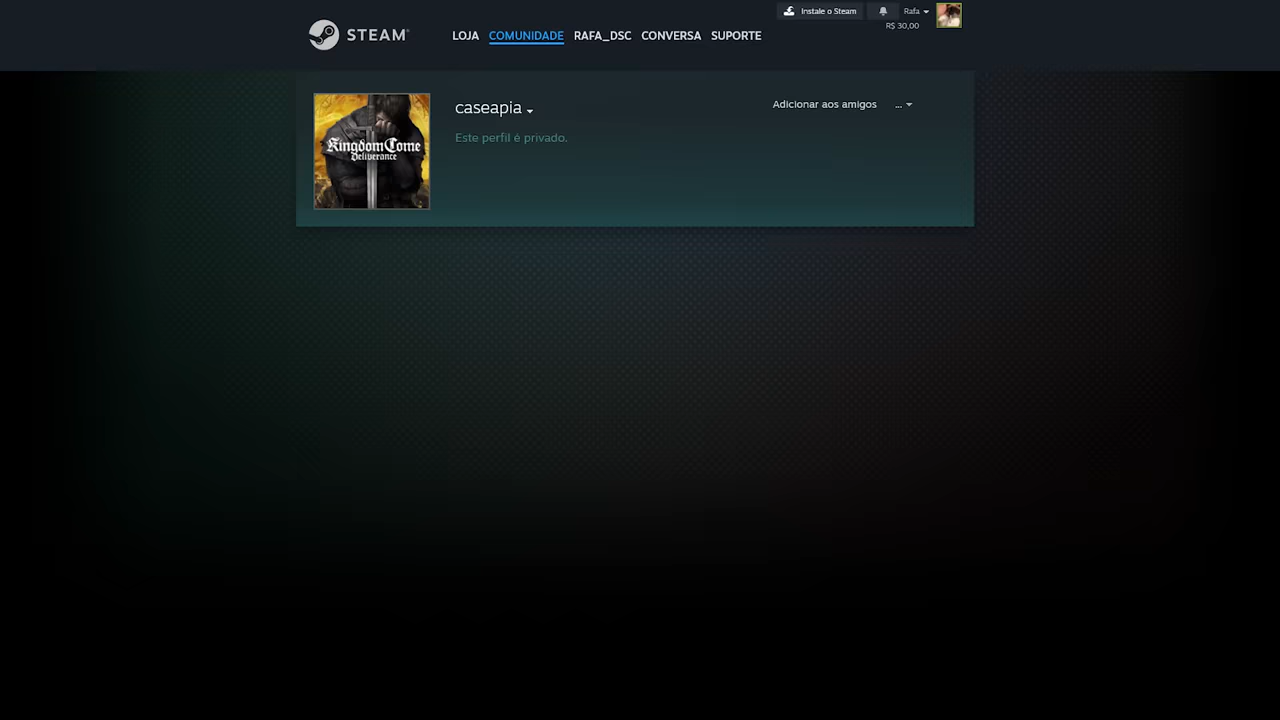 Instale o Steam
Rafa
R$ 30,00
STEAM®
LOJA COMUNIDADE RAFA_DSC CONVERSA SUPORTE
caseapia
Adicionar aos amigos ...
Este perfil é privado.
Kingdom Come
Deliverance